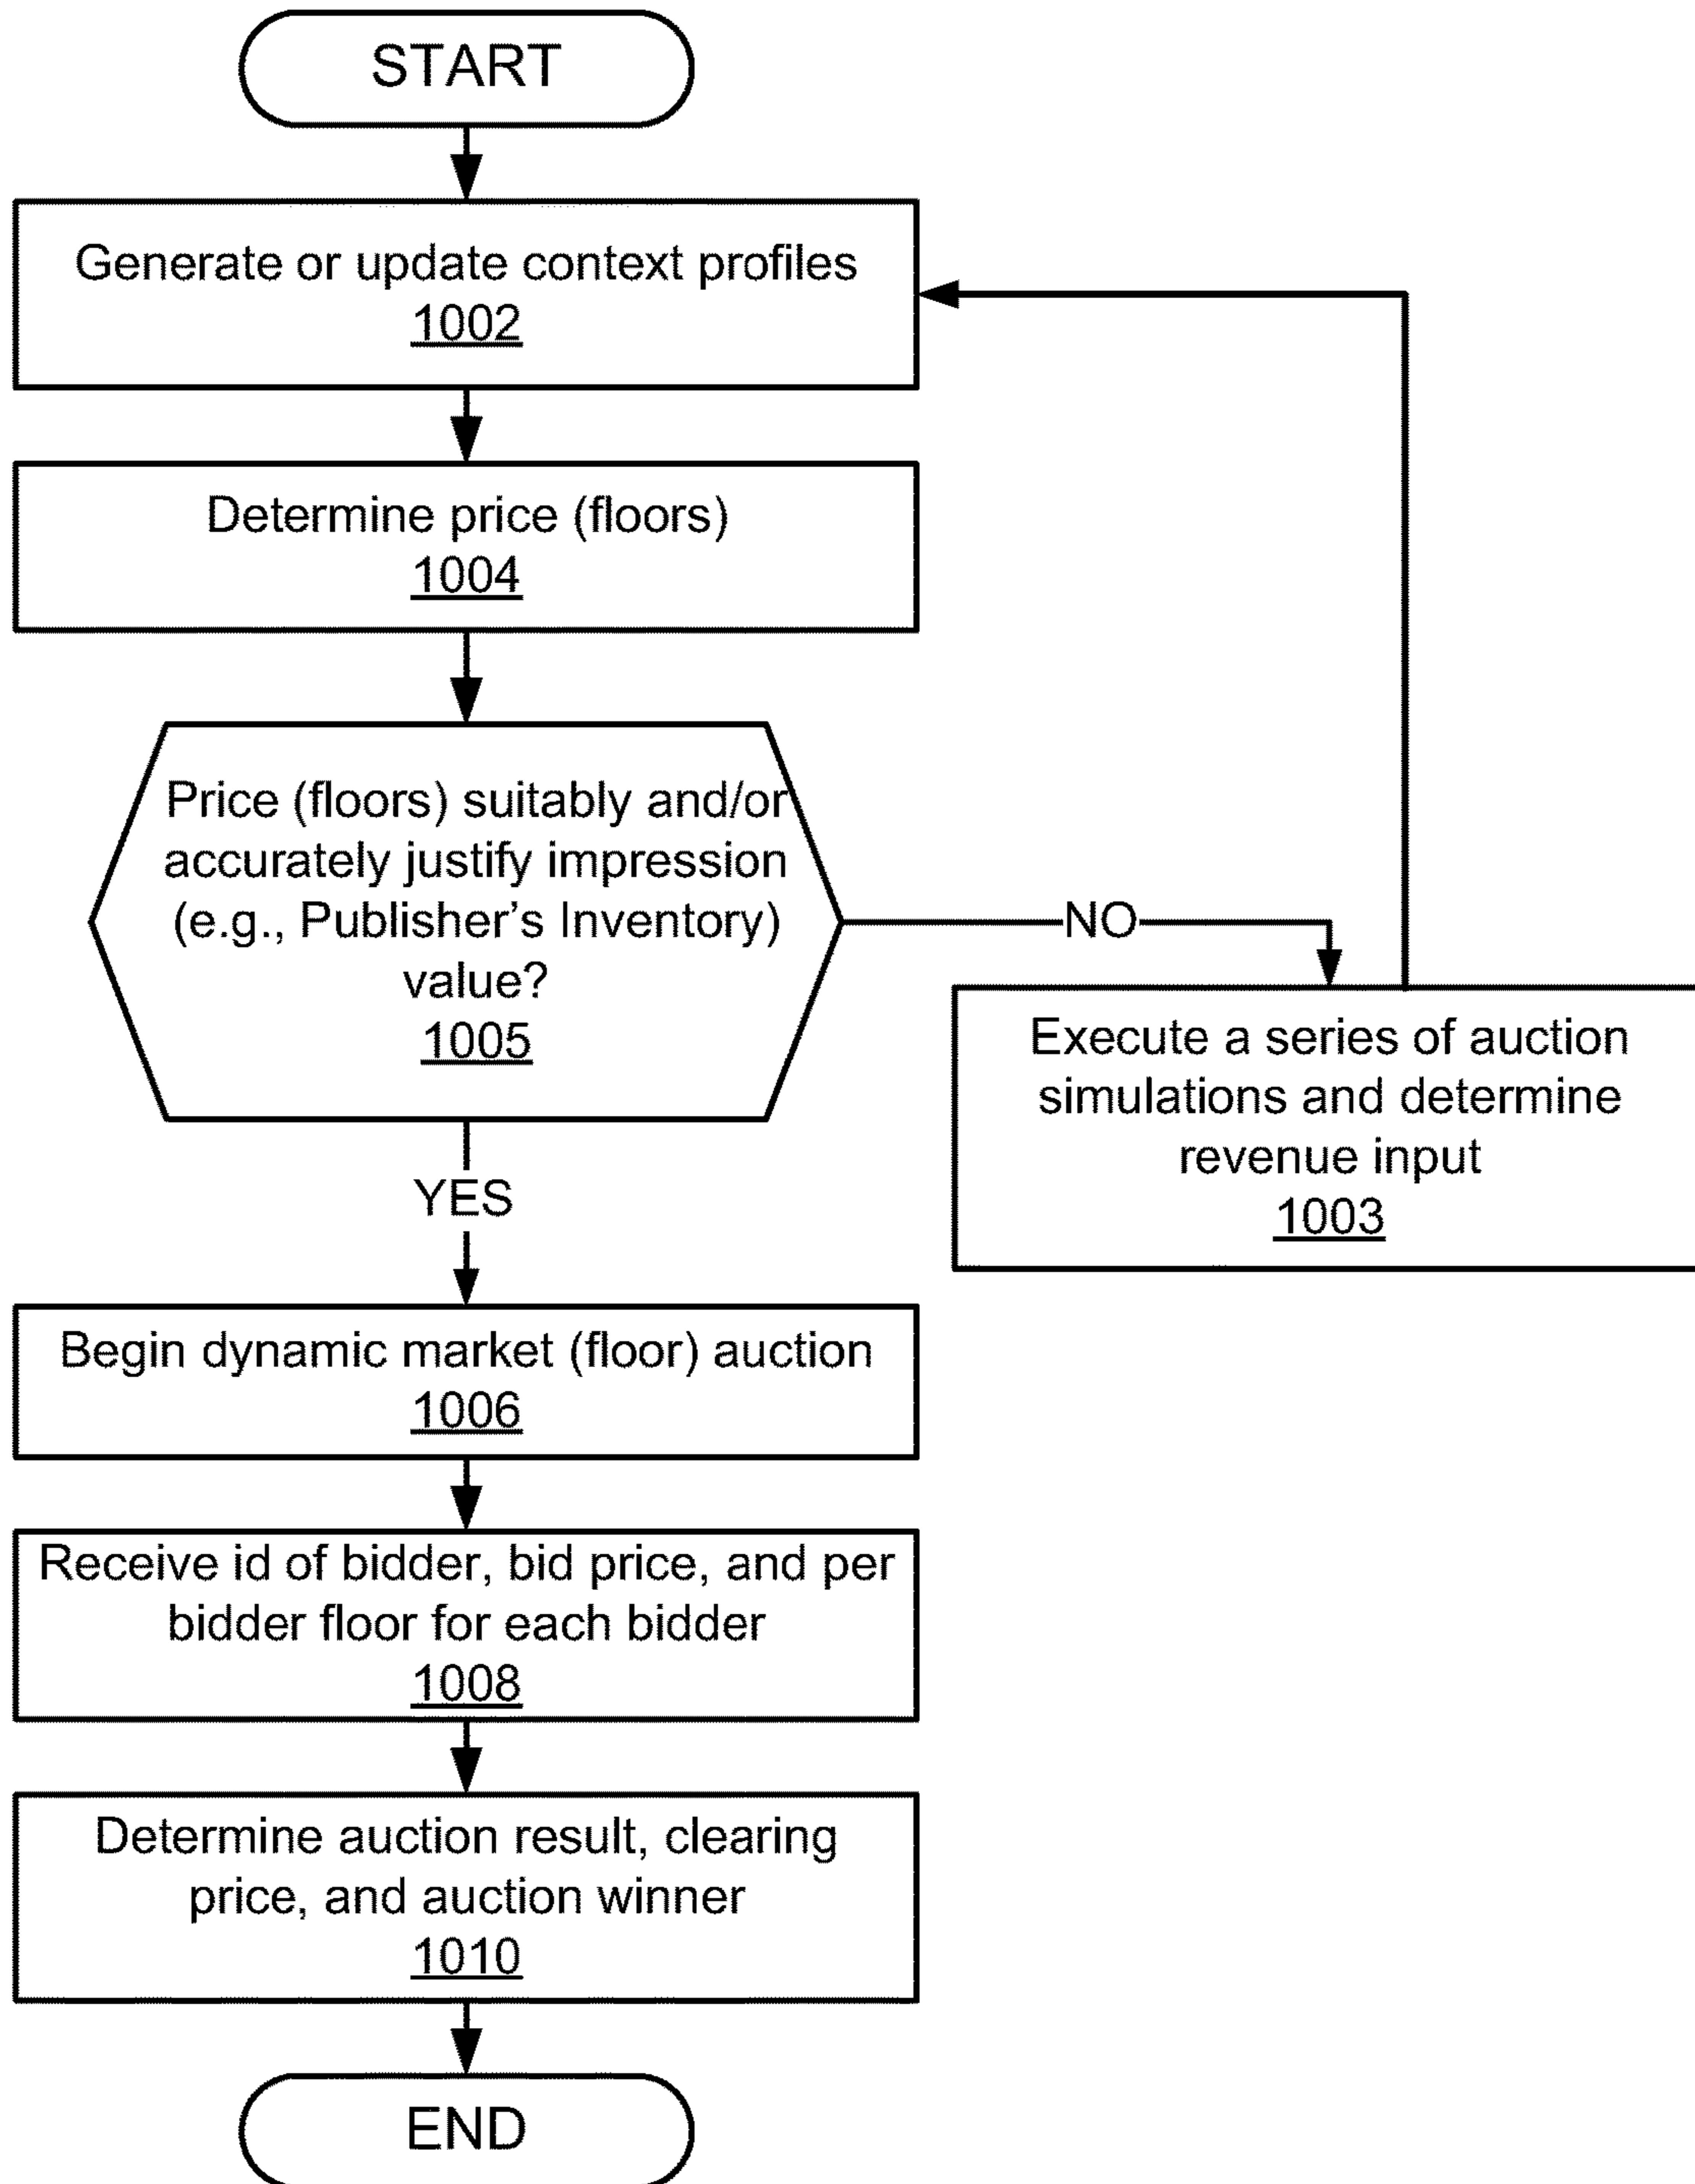 START
Generate or update context profiles
1002
Determine price (floors)
1004
Price (floors) suitably and/or
accurately justify impression
(e.g., Publisher’s Inventory)
value?
1005
NO
Execute a series of auction
simulations and determine
revenue input
1003
YES
Begin dynamic market (floor) auction
1006
Receive id of bidder, bid price, and per
bidder floor for each bidder
1008
Determine auction result, clearing
price, and auction winner
1010
END